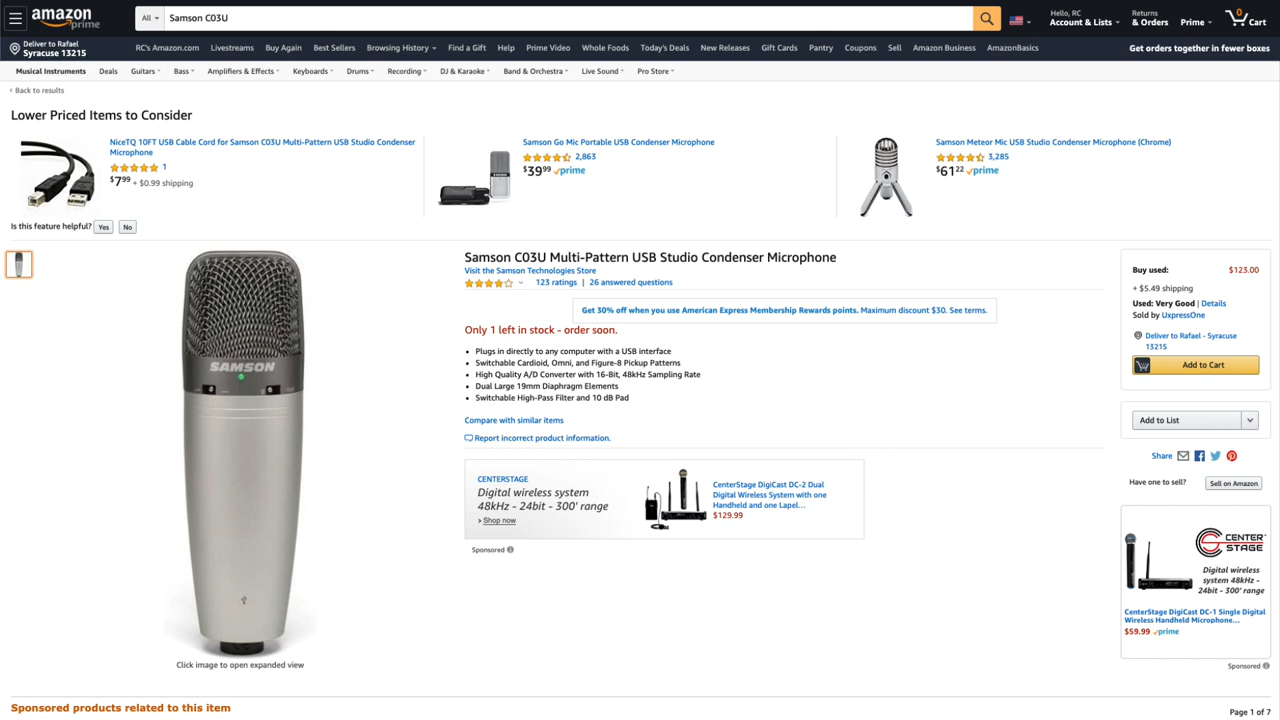 amazon prime
All
Samson C03U
Hello, RC
Account & Lists
Returns
& Orders
Prime
0
Cart
Deliver to Rafael
Syracuse 13215
RC's Amazon.com Livestreams Buy Again Best Sellers Browsing History Find a Gift Help Prime Video Whole Foods Today's Deals New Releases Gift Cards Pantry Coupons Sell Amazon Business AmazonBasics
Get orders together in fewer boxes
Musical Instruments Deals Guitars Bass Amplifiers & Effects Keyboards Drums Recording DJ & Karaoke Band & Orchestra Live Sound Pro Store
‹ Back to results
Lower Priced Items to Consider
NiceTQ 10FT USB Cable Cord for Samson C03U Multi-Pattern USB Studio Condenser
Microphone
1
$7.99 + $0.99 shipping
Samson Go Mic Portable USB Condenser Microphone
2,863
$39.99 prime
Samson Meteor Mic USB Studio Condenser Microphone (Chrome)
3,285
$61.22 prime
Is this feature helpful? Yes No
SAMSON
Click image to open expanded view
Samson C03U Multi-Pattern USB Studio Condenser Microphone
Visit the Samson Technologies Store
123 ratings | 26 answered questions
Get 30% off when you use American Express Membership Rewards points. Maximum discount $30. See terms.
Only 1 left in stock - order soon.
• Plugs in directly to any computer with a USB interface
• Switchable Cardioid, Omni, and Figure-8 Pickup Patterns
• High Quality A/D Converter with 16-Bit, 48kHz Sampling Rate
• Dual Large 19mm Diaphragm Elements
• Switchable High-Pass Filter and 10 dB Pad
Compare with similar items
Report incorrect product information.
CENTERSTAGE
Digital wireless system
48kHz - 24bit - 300' range
› Shop now
CenterStage DigiCast DC-2 Dual
Digital Wireless System with one
Handheld and one Lapel...
$129.99
Sponsored
Buy used: $123.00
+ $5.49 shipping
Used: Very Good | Details
Sold by UxpressOne
Deliver to Rafael - Syracuse
13215
Add to Cart
Add to List
Share
Have one to sell? Sell on Amazon
CENTER
STAGE
Digital wireless
system 48kHz -
24bit - 300' range
CenterStage DigiCast DC-1 Single Digital
Wireless Handheld Microphone...
$59.99 prime
Sponsored
Sponsored products related to this item
Page 1 of 7